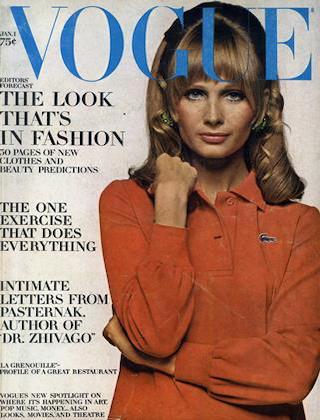 VOGUE
JAN. 1
75¢
EDITORS'
FORECAST
THE LOOK
THAT'S
IN FASHION
50 PAGES OF NEW
CLOTHES AND
BEAUTY PREDICTIONS
THE ONE
EXERCISE
THAT DOES
EVERYTHING
INTIMATE
LETTERS FROM
PASTERNAK,
AUTHOR OF
"DR. ZHIVAGO"
"LA GRENOUILLE"-
PROFILE OF A GREAT RESTAURANT
VOGUE'S NEW SPOTLIGHT ON
WHERE IT'S HAPPENING IN ART,
POP MUSIC, MONEY... ALSO
LOOKS, MOVIES, AND THEATRE